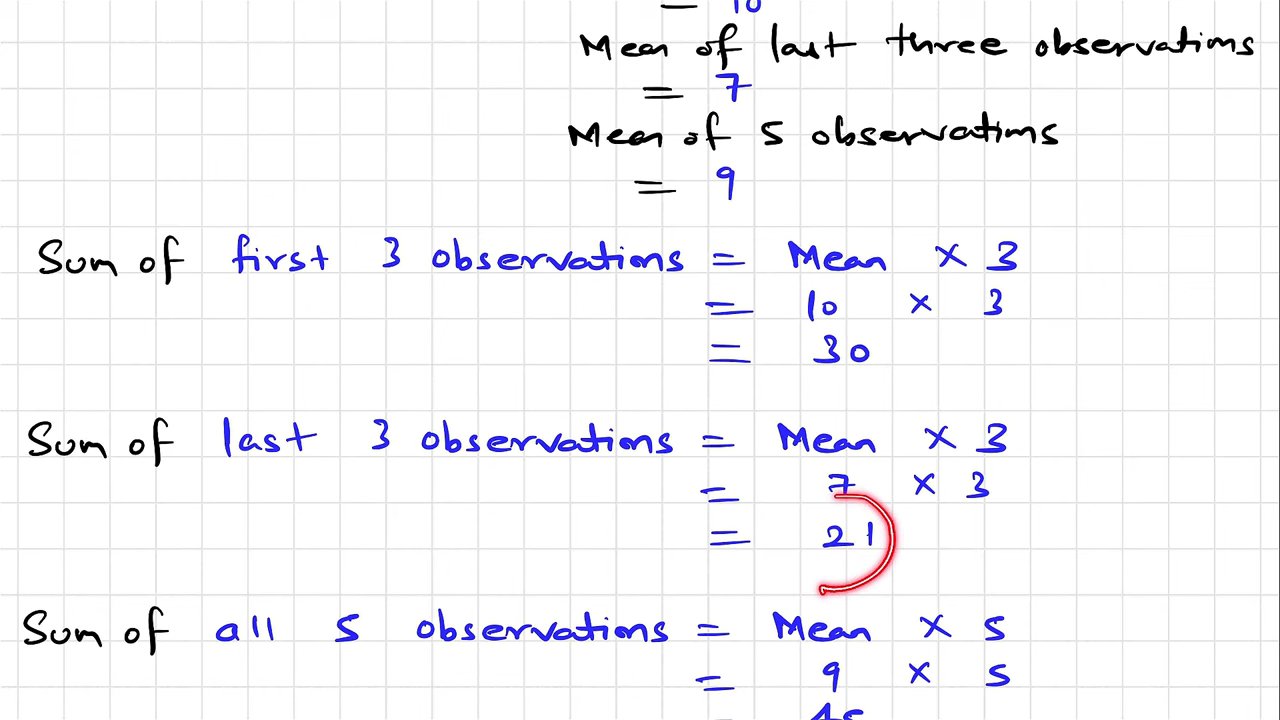 = 10
Mean of last three observations
= 7
Mean of 5 observations
= 9
Sum of first 3 observations = Mean × 3
= 10 × 3
= 30
Sum of last 3 observations = Mean × 3
= 7 × 3
= 21
Sum of all 5 observations = Mean × 5
= 9 × 5
45